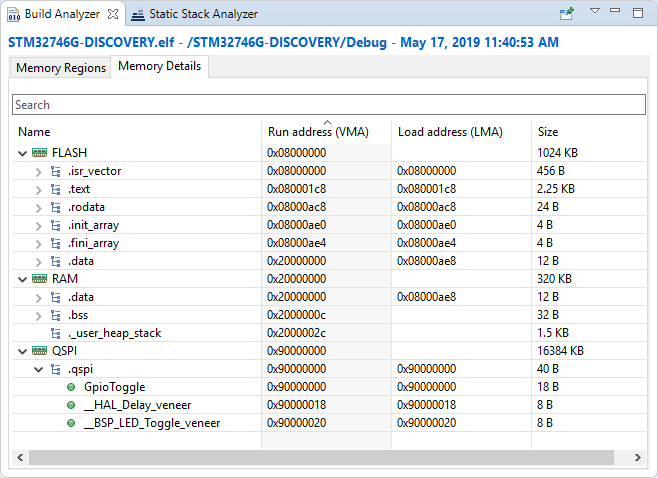 Build Analyzer Static Stack Analyzer
STM32746G-DISCOVERY.elf - /STM32746G-DISCOVERY/Debug - May 17, 2019 11:40:53 AM
Memory Regions Memory Details
Search
Name Run address (VMA) Load address (LMA) Size
FLASH 0x08000000 1024 KB
.isr_vector 0x08000000 0x08000000 456 B
.text 0x080001c8 0x080001c8 2.25 KB
.rodata 0x08000ac8 0x08000ac8 24 B
.init_array 0x08000ae0 0x08000ae0 4 B
.fini_array 0x08000ae4 0x08000ae4 4 B
.data 0x20000000 0x08000ae8 12 B
RAM 0x20000000 320 KB
.data 0x20000000 0x08000ae8 12 B
.bss 0x2000000c 32 B
._user_heap_stack 0x2000002c 1.5 KB
QSPI 0x90000000 16384 KB
.qspi 0x90000000 0x90000000 40 B
GpioToggle 0x90000000 0x90000000 18 B
__HAL_Delay_veneer 0x90000018 0x90000018 8 B
__BSP_LED_Toggle_veneer 0x90000020 0x90000020 8 B